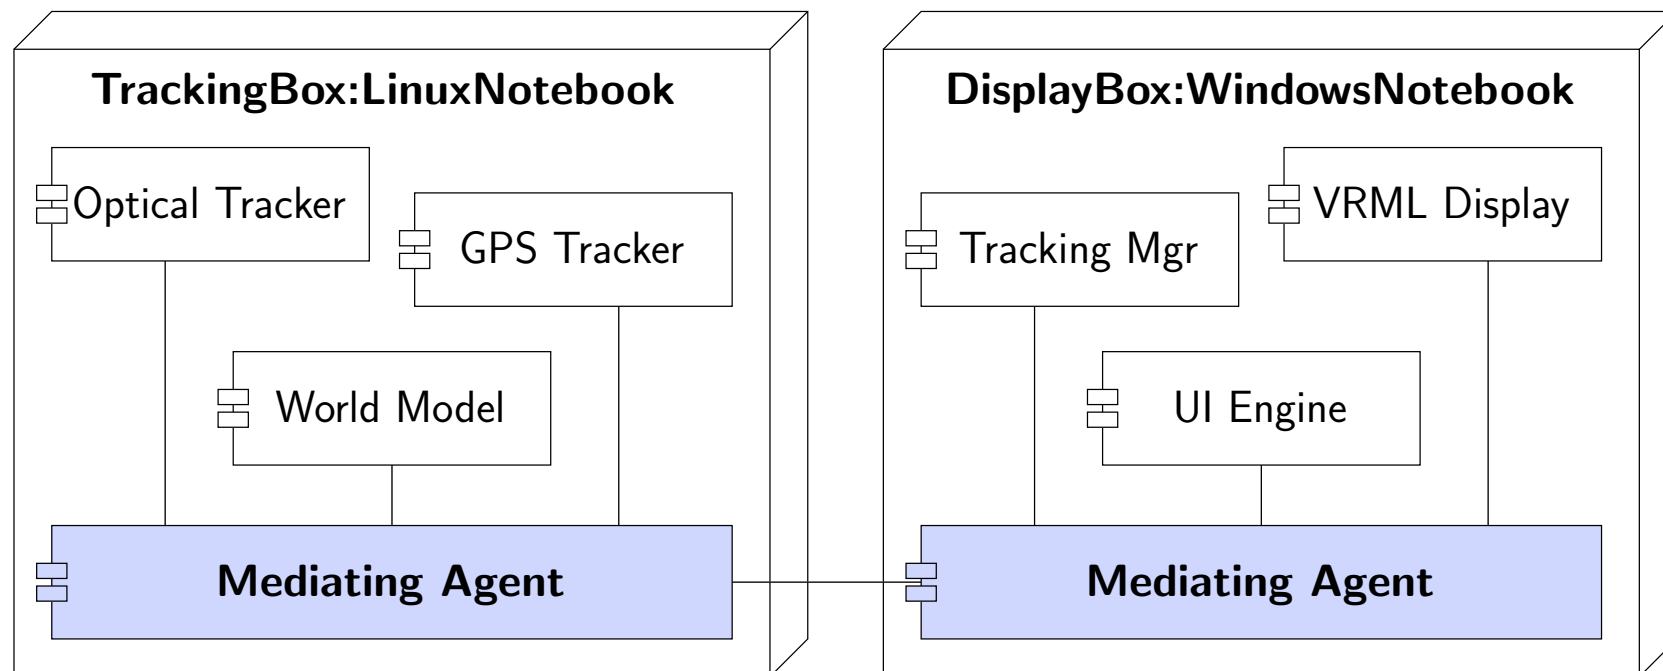 TrackingBox:LinuxNotebook
Optical Tracker
GPS Tracker
World Model
Mediating Agent
DisplayBox:WindowsNotebook
Tracking Mgr
VRML Display
UI Engine
Mediating Agent